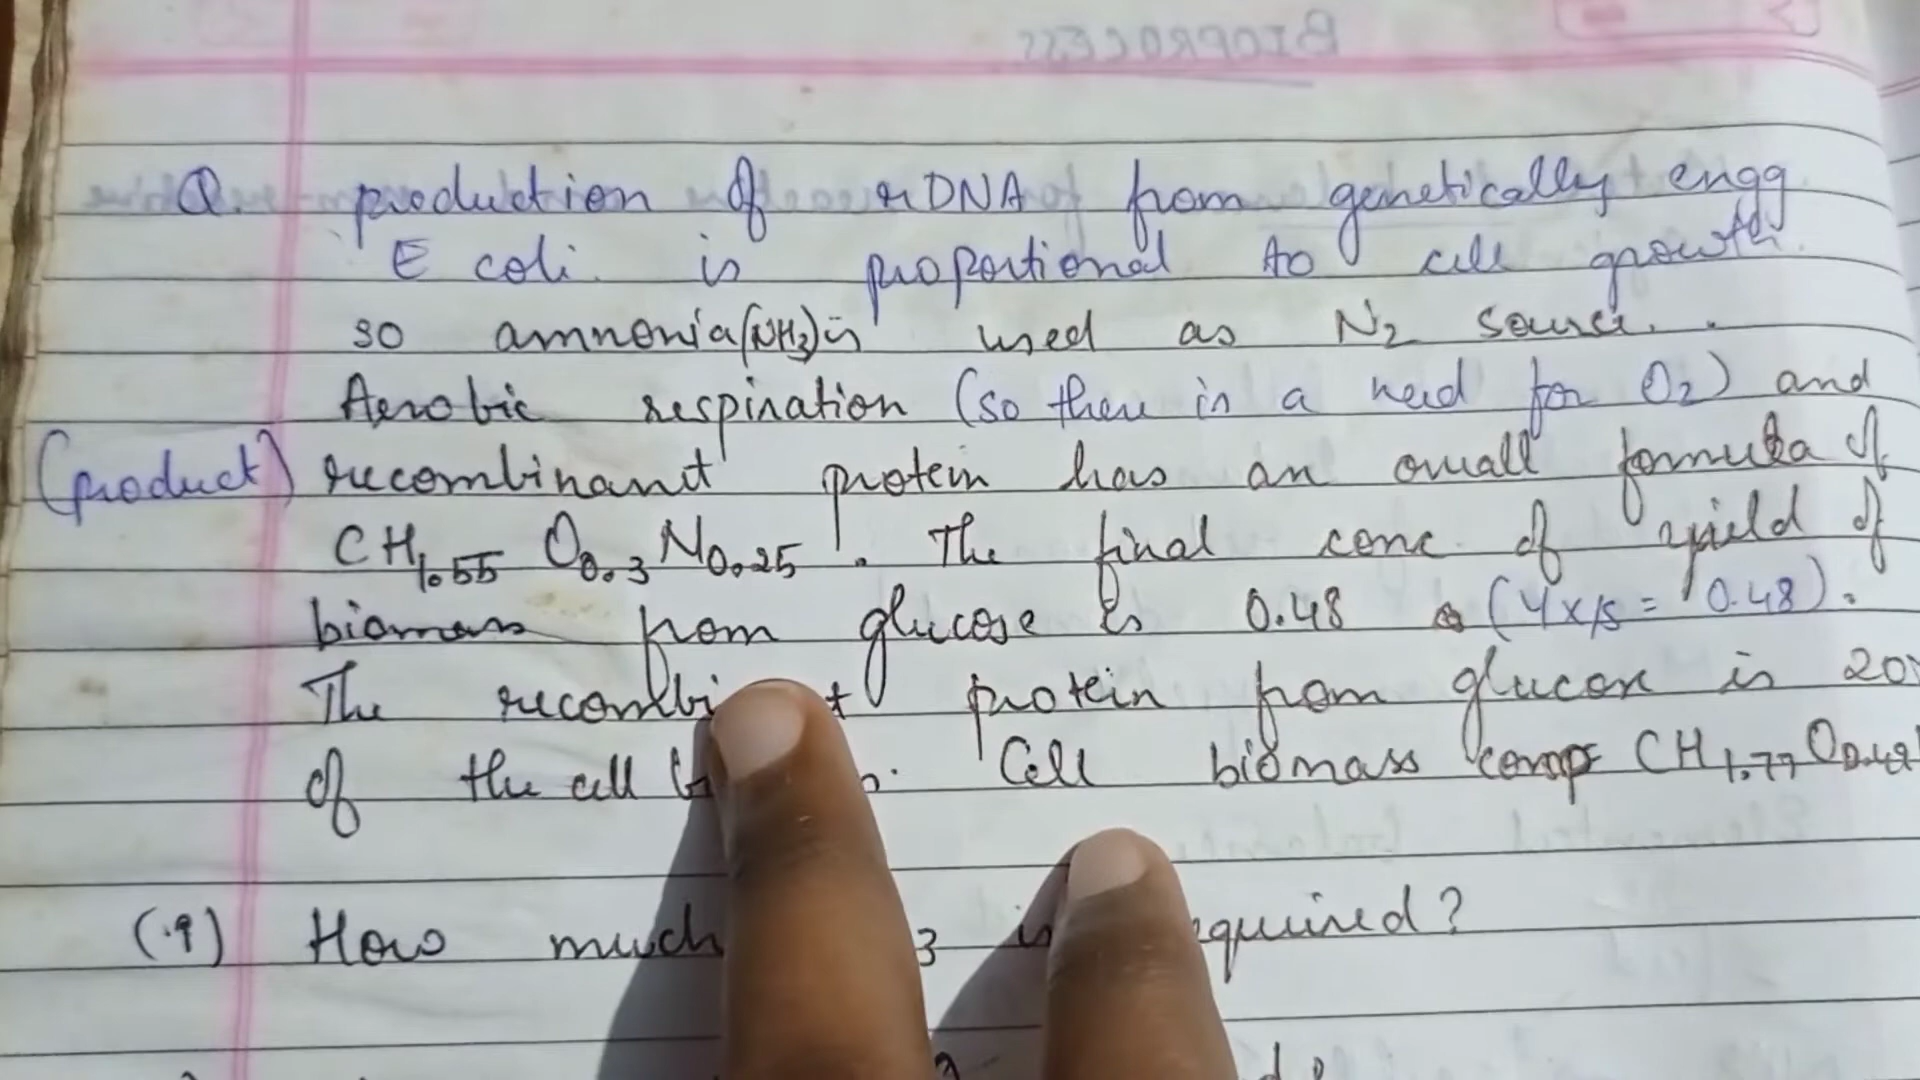 BIOPROCESS
Q. production of rDNA from genetically engg
E coli. is proportional to cell growth.
so ammonia(NH3)is used as N2 source.
Aerobic respiration (so there is a need for O2) and
(product) recombinant protein has an overall formula of
CH1.55 O0.3 N0.25. The final conc of yield of
biomass from glucose is 0.48 (Yx/s = 0.48).
The protein from glucose is 20
of the cell Cell biomass comp CH1.77 O0.49
(.9) How much 3 is required?